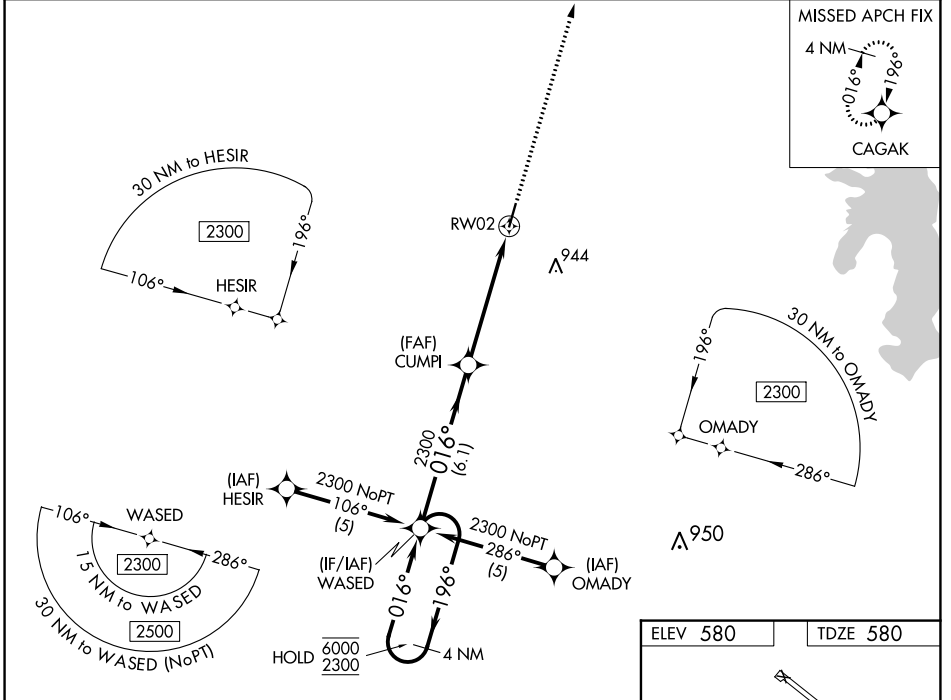 MISSED APCH FIX
4 NM
016°
196°
CAGAK
30 NM to HESIR
2300
196°
106°
HESIR
RW02
944
(FAF)
CUMPI
30 NM to OMADY
196°
2300
OMADY
286°
2300
016°
(6.1)
(IAF)
HESIR
2300 NoPT
106°
(5)
2300 NoPT
286°
(5)
(IAF)
OMADY
(IF/IAF)
WASED
950
106°
WASED
286°
2300
15 NM to WASED
2500
30 NM to WASED (NoPT)
016°
196°
HOLD
6000
2300
4 NM
ELEV 580
TDZE 580